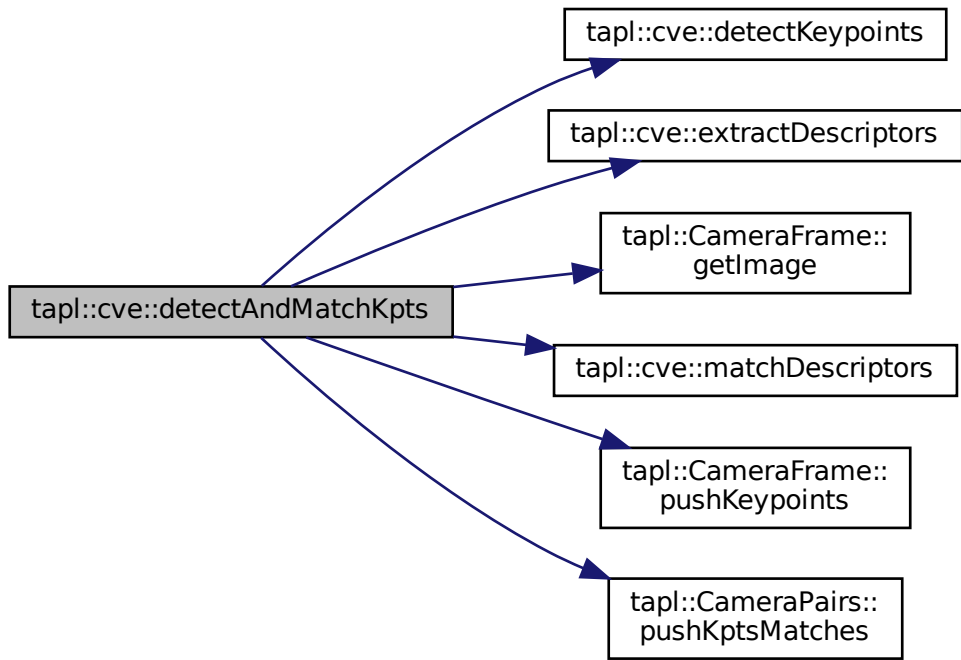 tapl::cve::detectKeypoints
tapl::cve::extractDescriptors
tapl::CameraFrame::
getImage
tapl::cve::detectAndMatchKpts
tapl::cve::matchDescriptors
tapl::CameraFrame::
pushKeypoints
tapl::CameraPairs::
pushKptsMatches